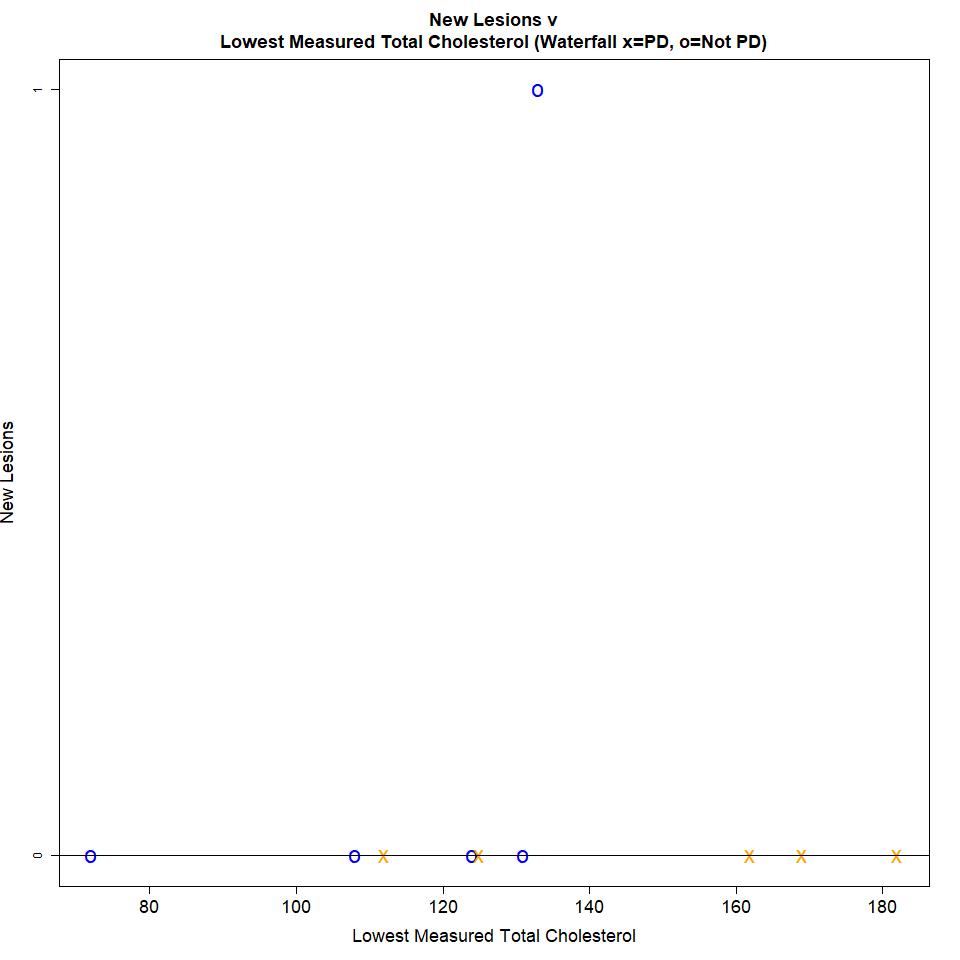 New Lesions v
Lowest Measured Total Cholesterol (Waterfall x=PD, o=Not PD)
1
New Lesions
0
o
o
o
x
o
x
o
x
x
x
80 100 120 140 160 180
Lowest Measured Total Cholesterol